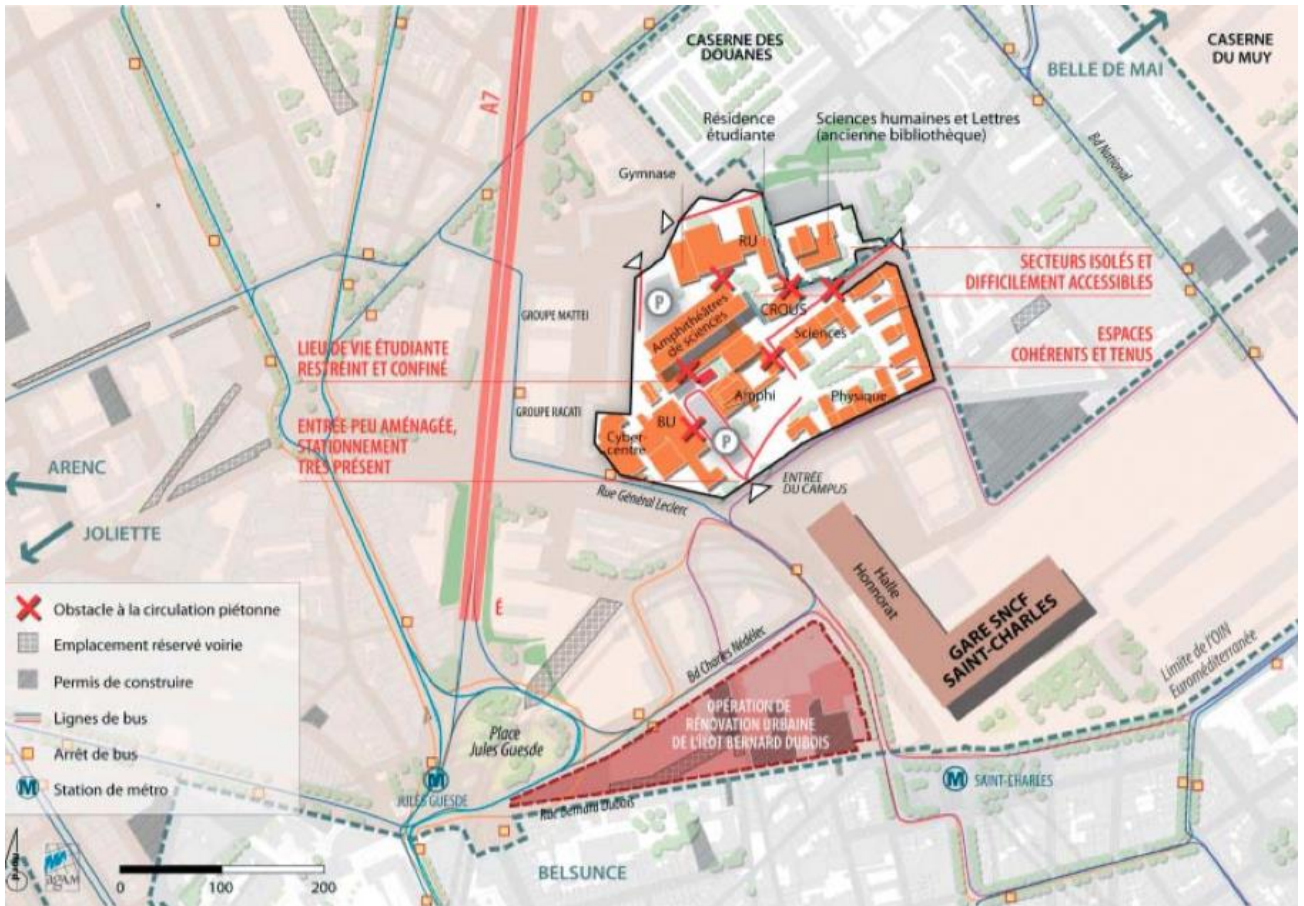 CASERNE DES
DOUANES
BELLE DE MAI
CASERNE
DU MUY
A7
Résidence
étudiante
Sciences humaines et Lettres
(ancienne bibliothèque)
Bd National
Gymnase
RU
SECTEURS ISOLÉS ET
DIFFICILEMENT ACCESSIBLES
P
CROUS
GROUPE MATTEI
Amphithéâtres
de sciences
Sciences
ESPACES
COHÉRENTS ET TENUS
LIEU DE VIE ÉTUDIANTE
RESTREINT ET CONFINÉ
Amphi
Physique
GROUPE RACATI
ENTRÉE PEU AMÉNAGÉE,
STATIONNEMENT
TRÈS PRÉSENT
BU
P
Cyber-
centre
ARENC
ENTRÉE
DU CAMPUS
Rue Général Leclerc
JOLIETTE
Halle
Honnorat
GARE SNCF
SAINT-CHARLES
Obstacle à la circulation piétonne
É
Emplacement réservé voirie
Bd Charles Nédélec
Limite de l'OIN
Euroméditerranée
Permis de construire
Lignes de bus
OPÉRATION DE
RÉNOVATION URBAINE
DE L'ÎLOT BERNARD DUBOIS
Place
Jules Guesde
Arrêt de bus
M
Station de métro
M
JULES GUESDE
M
SAINT-CHARLES
Rue Bernard Dubois
agAM
0
100
200
BELSUNCE